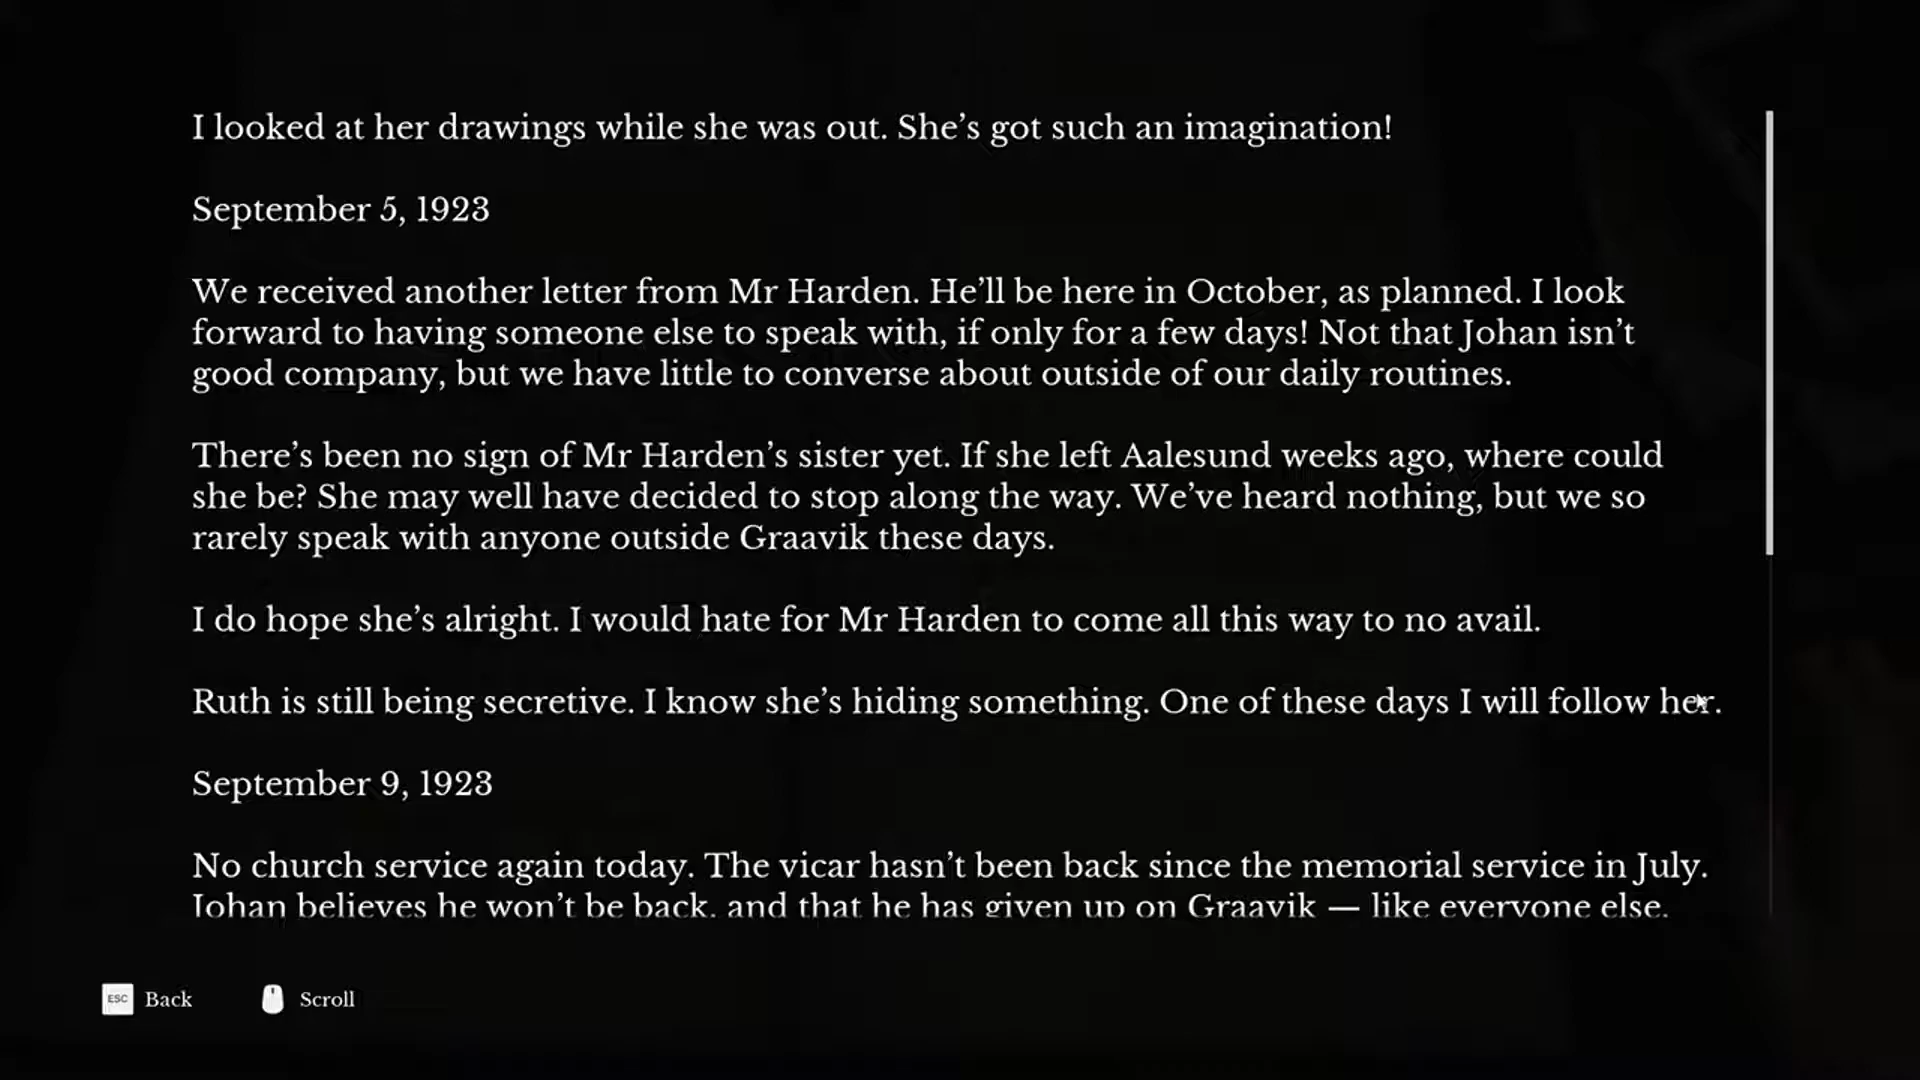 I looked at her drawings while she was out. She’s got such an imagination!
September 5, 1923
We received another letter from Mr Harden. He’ll be here in October, as planned. I look
forward to having someone else to speak with, if only for a few days! Not that Johan isn’t
good company, but we have little to converse about outside of our daily routines.
There’s been no sign of Mr Harden’s sister yet. If she left Aalesund weeks ago, where could
she be? She may well have decided to stop along the way. We’ve heard nothing, but we so
rarely speak with anyone outside Graavik these days.
I do hope she’s alright. I would hate for Mr Harden to come all this way to no avail.
Ruth is still being secretive. I know she’s hiding something. One of these days I will follow her.
September 9, 1923
No church service again today. The vicar hasn’t been back since the memorial service in July.
Johan believes he won’t be back, and that he has given up on Graavik — like everyone else.
ESC Back Scroll